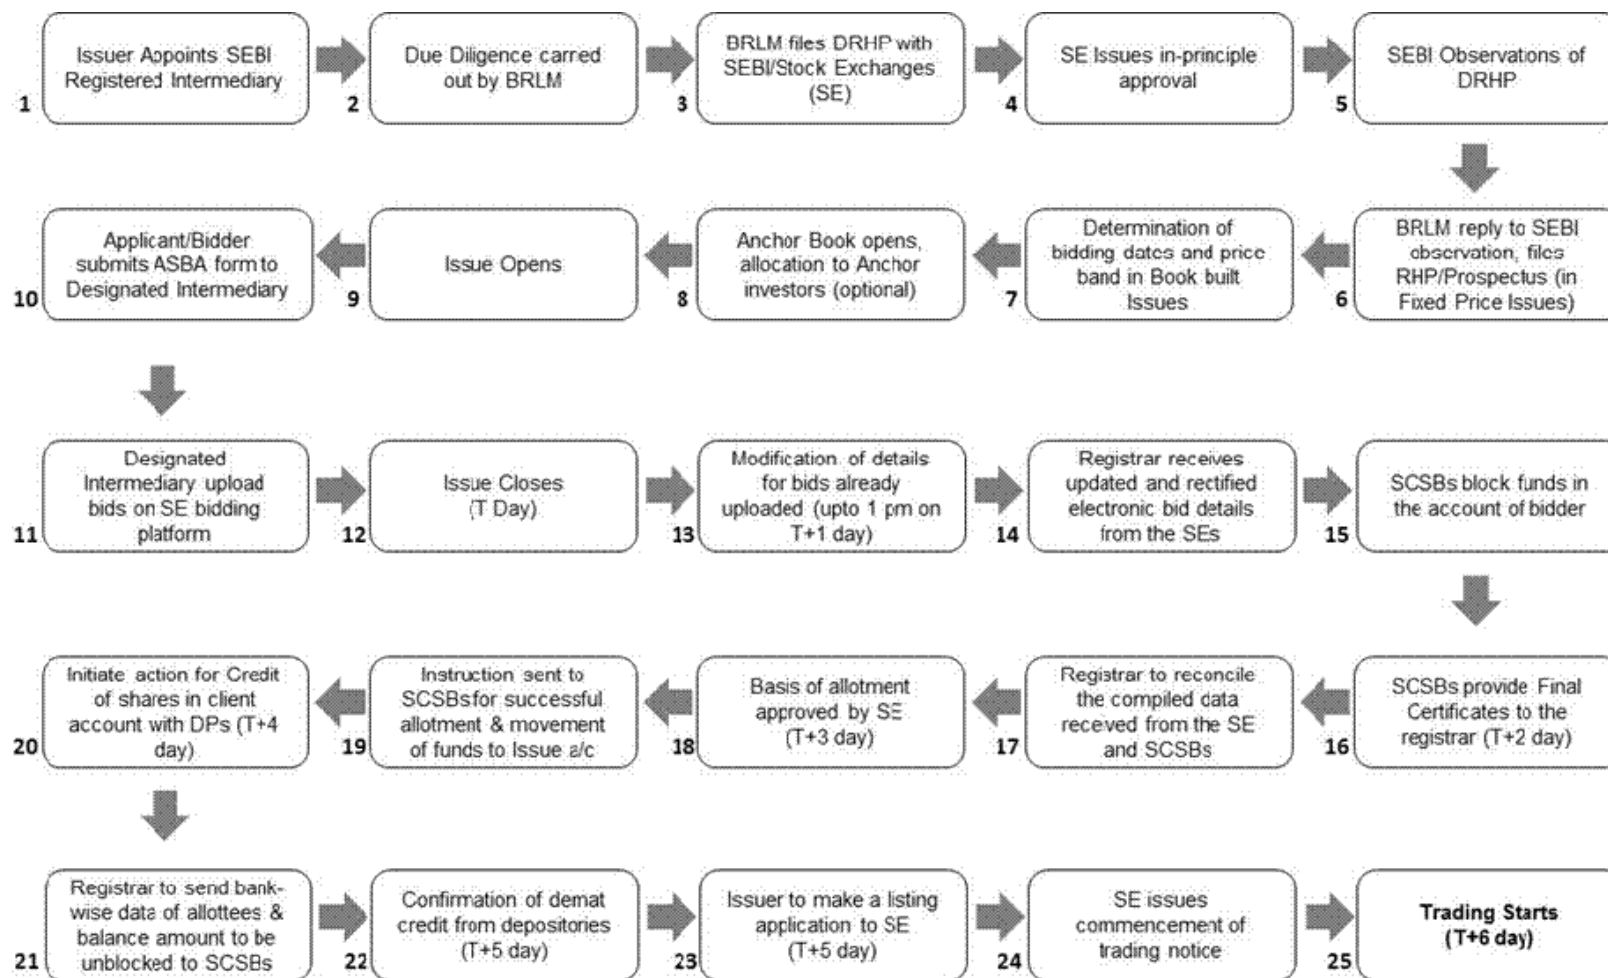 Issuer Appoints SEBI
Registered Intermediary
1
Due Diligence carried
out by BRLM
2
BRLM files DRHP with
SEBI/Stock Exchanges
(SE)
3
SE Issues in-principle
approval
4
SEBI Observations of
DRHP
5
BRLM reply to SEBI
observation, files
RHP/Prospectus (in
Fixed Price Issues)
6
Determination of
bidding dates and price
band in Book built
Issues
7
Anchor Book opens,
allocation to Anchor
investors (optional)
8
Issue Opens
9
Applicant/Bidder
submits ASBA form to
Designated Intermediary
10
Designated
Intermediary upload
bids on SE bidding
platform
11
Issue Closes
(T Day)
12
Modification of details
for bids already
uploaded (upto 1 pm on
T+1 day)
13
Registrar receives
updated and rectified
electronic bid details
from the SEs
14
SCSBs block funds in
the account of bidder
15
SCSBs provide Final
Certificates to the
registrar (T+2 day)
16
Registrar to reconcile
the compiled data
received from the SE
and SCSBs
17
Basis of allotment
approved by SE
(T+3 day)
18
Instruction sent to
SCSBs for successful
allotment & movement
of funds to Issue a/c
19
Initiate action for Credit
of shares in client
account with DPs (T+4
day)
20
Registrar to send bank-
wise data of allottees &
balance amount to be
unblocked to SCSBs
21
Confirmation of demat
credit from depositories
(T+5 day)
22
Issuer to make a listing
application to SE
(T+5 day)
23
SE issues
commencement of
trading notice
24
Trading Starts
(T+6 day)
25